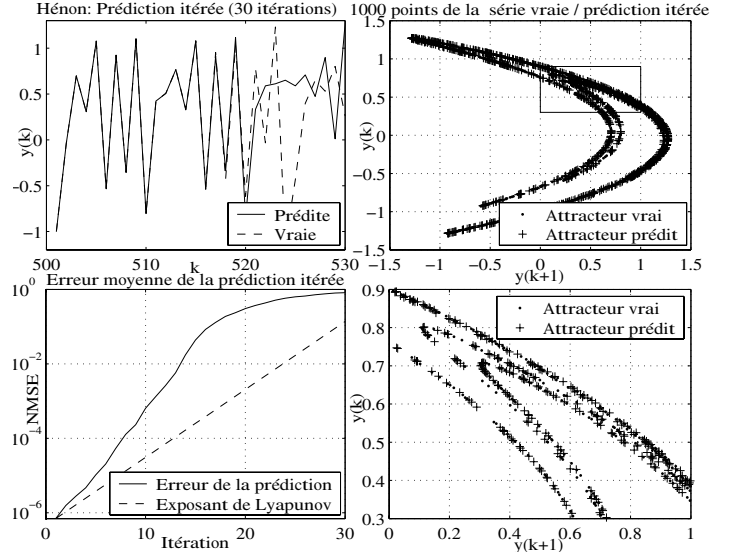 Hénon: Prédiction itérée (30 itérations)
1
0.5
0
−0.5
−1
y(k)
500
510
520
530
k
Prédite
Vraie
1000 points de la série vraie / prédiction itérée
1.5
1
0.5
0
−0.5
−1
−1.5
y(k)
−1.5
−1
−0.5
0
0.5
1
1.5
y(k+1)
Attracteur vrai
Attracteur prédit
Erreur moyenne de la prédiction itérée
10^0
10^−2
10^−4
10^−6
NMSE
0
10
20
30
Itération
Erreur de la prédiction
Exposant de Lyapunov
0.9
0.8
0.7
0.6
0.5
0.4
0.3
y(k)
0
0.2
0.4
0.6
0.8
1
y(k+1)
Attracteur vrai
Attracteur prédit